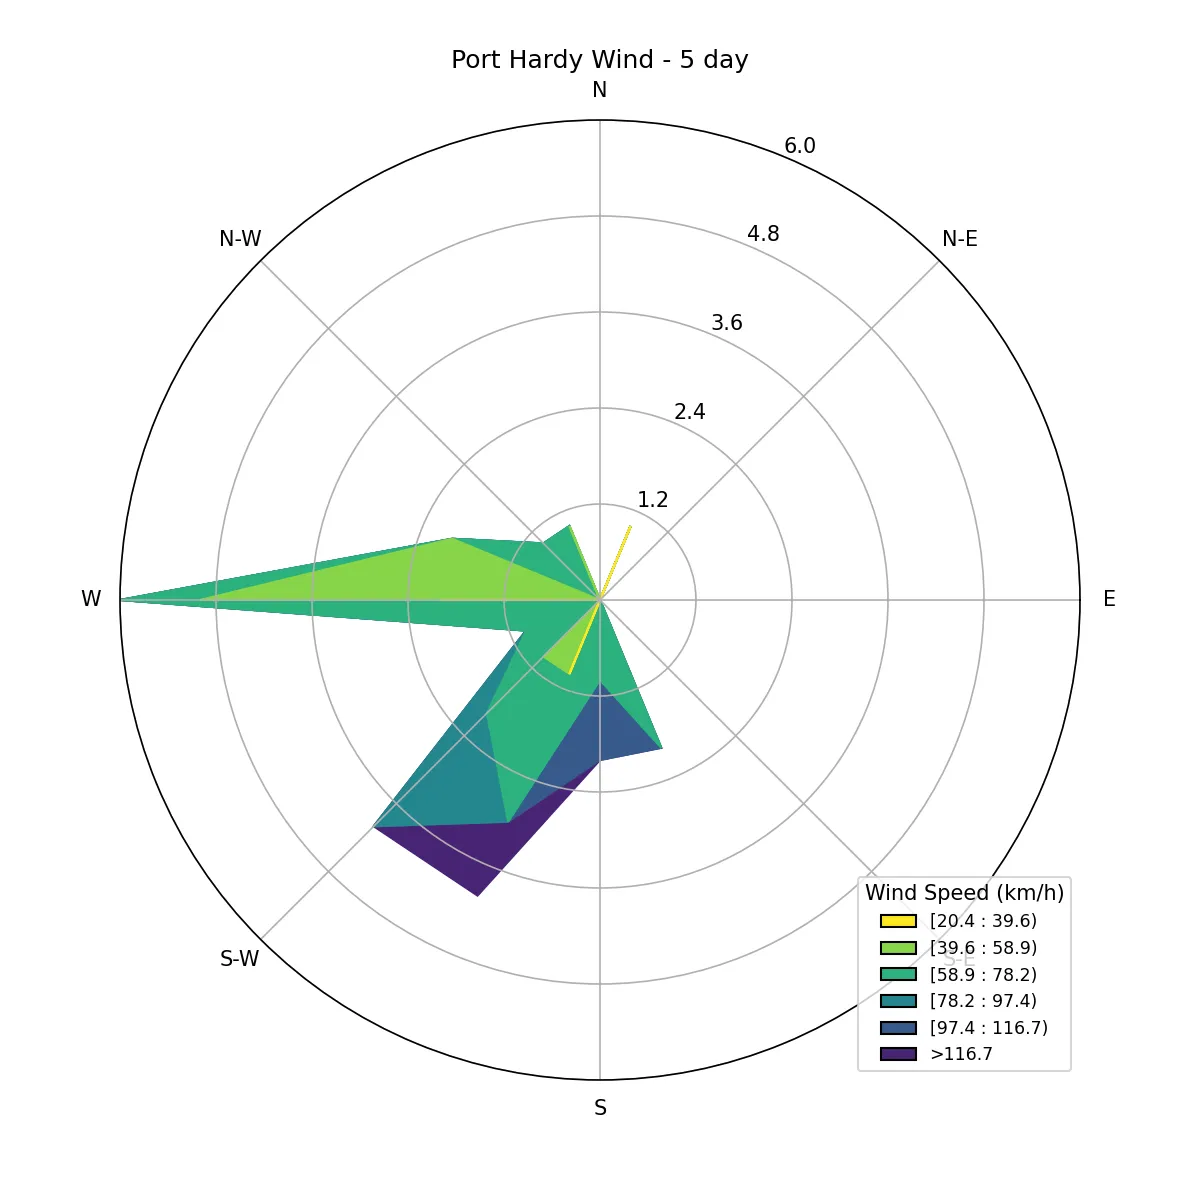 Port Hardy Wind - 5 day
N
6.0
N-W
N-E
4.8
3.6
2.4
1.2
W
E
S-W
S-E
Wind Speed (km/h)
[20.4 : 39.6)
[39.6 : 58.9)
[58.9 : 78.2)
[78.2 : 97.4)
[97.4 : 116.7)
>116.7
S